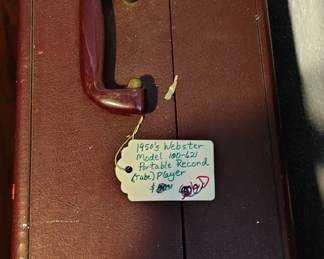 1950's Webster
Model 100-621
Portable Record
(Tube) Player
$